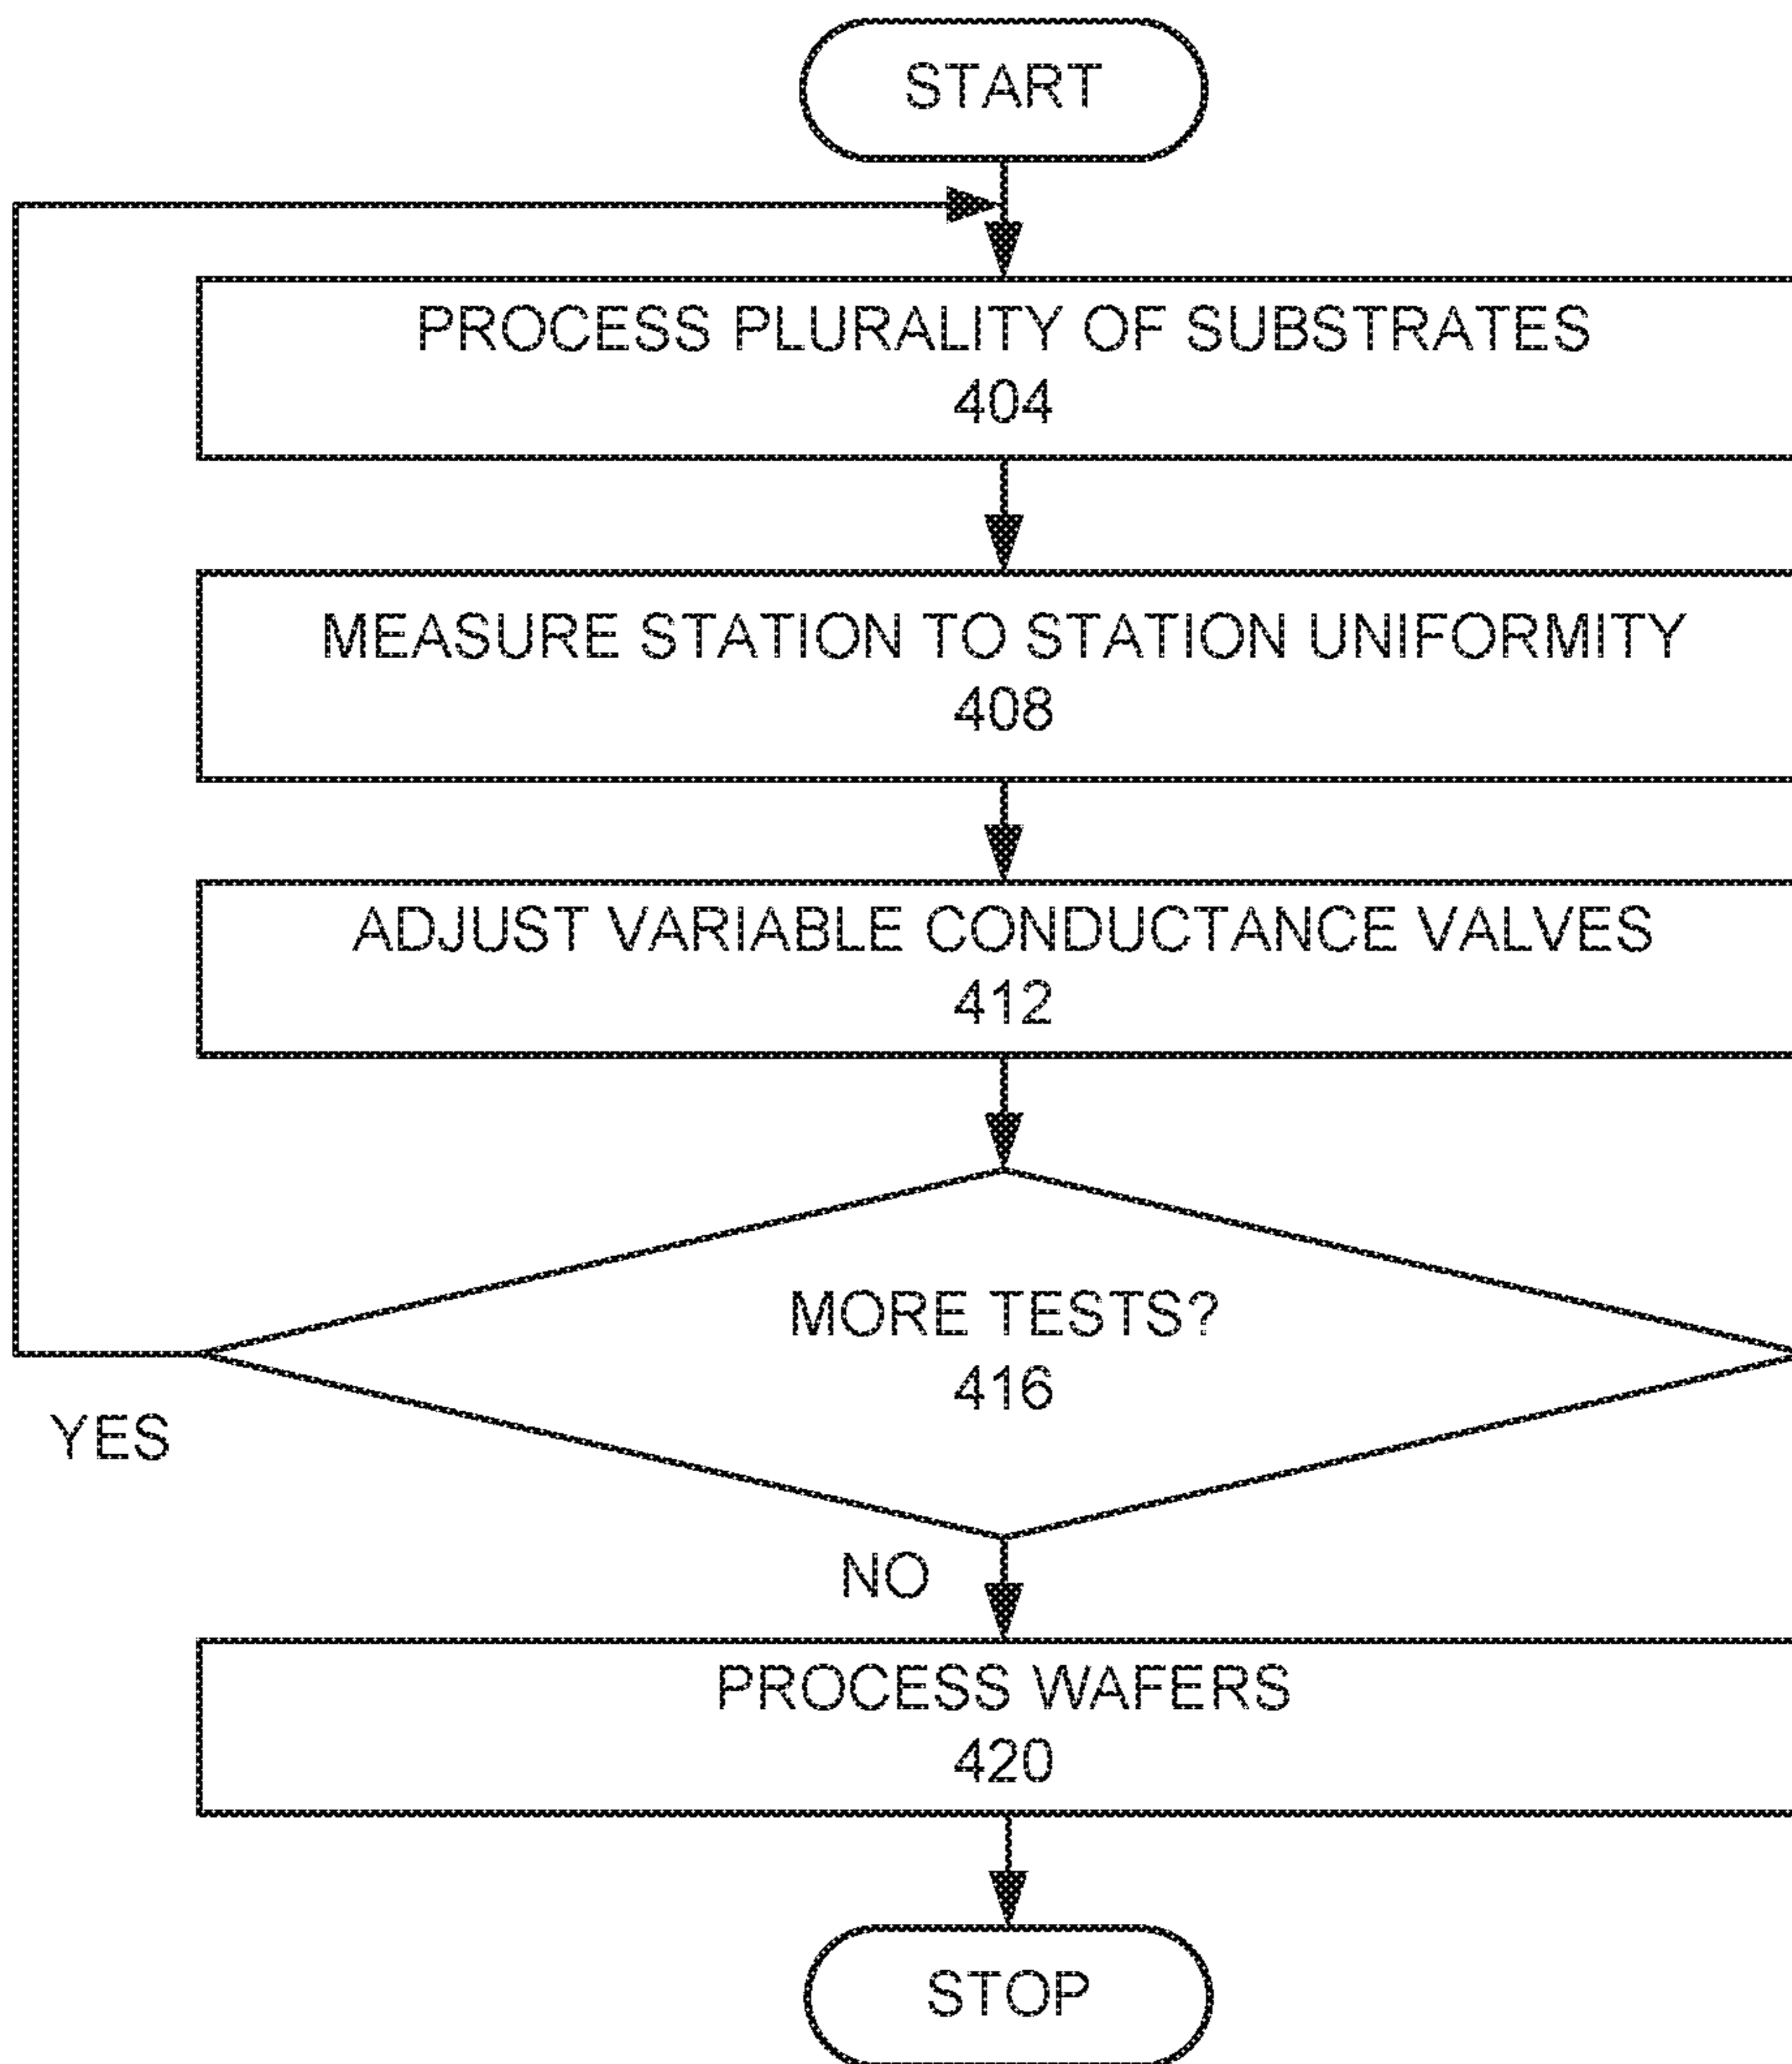 START
PROCESS PLURALITY OF SUBSTRATES
404
MEASURE STATION TO STATION UNIFORMITY
408
ADJUST VARIABLE CONDUCTANCE VALVES
412
MORE TESTS?
416
YES
NO
PROCESS WAFERS
420
STOP